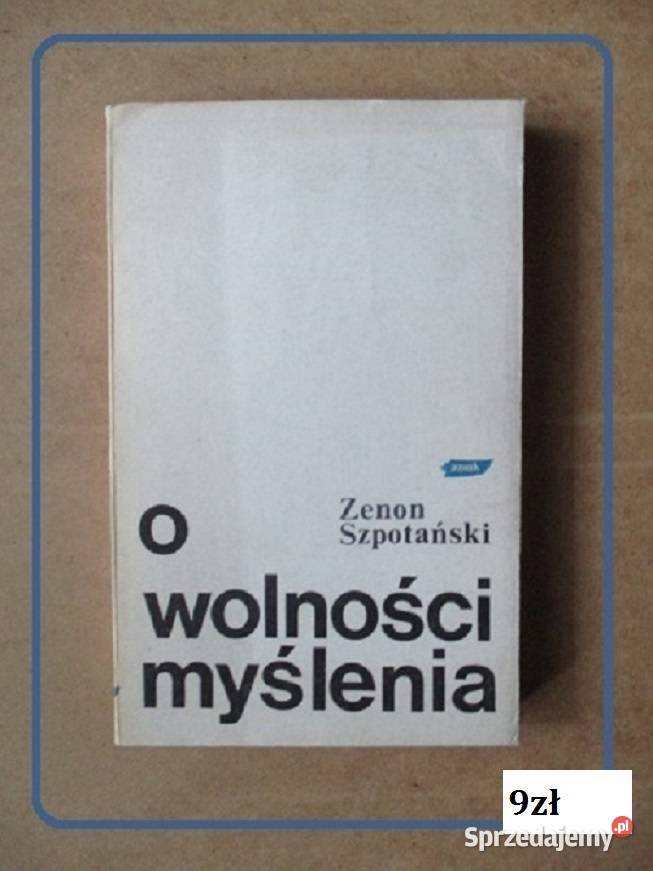 znak
Zenon
Szpotański
o
wolności
myślenia
9zł
Sprzedajemy.pl